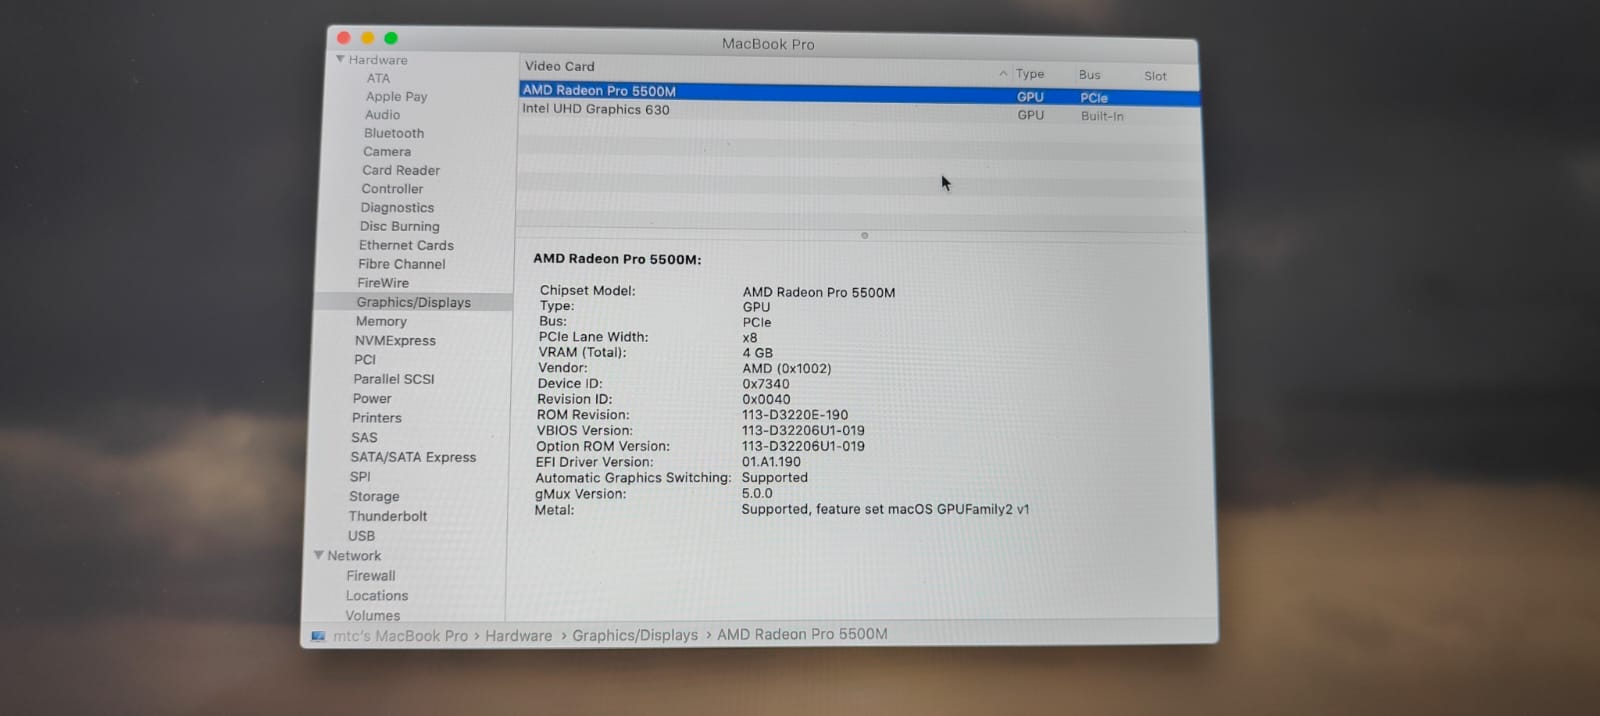 MacBook Pro
Hardware
ATA
Apple Pay
Audio
Bluetooth
Camera
Card Reader
Controller
Diagnostics
Disc Burning
Ethernet Cards
Fibre Channel
FireWire
Graphics/Displays
Memory
NVMExpress
PCI
Parallel SCSI
Power
Printers
SAS
SATA/SATA Express
SPI
Storage
Thunderbolt
USB
Network
Firewall
Locations
Volumes
Video Card Type Bus Slot
AMD Radeon Pro 5500M GPU PCIe
Intel UHD Graphics 630 GPU Built-In
AMD Radeon Pro 5500M:
Chipset Model: AMD Radeon Pro 5500M
Type: GPU
Bus: PCIe
PCIe Lane Width: x8
VRAM (Total): 4 GB
Vendor: AMD (0x1002)
Device ID: 0x7340
Revision ID: 0x0040
ROM Revision: 113-D3220E-190
VBIOS Version: 113-D32206U1-019
Option ROM Version: 113-D32206U1-019
EFI Driver Version: 01.A1.190
Automatic Graphics Switching: Supported
gMux Version: 5.0.0
Metal: Supported, feature set macOS GPUFamily2 v1
mtc's MacBook Pro › Hardware › Graphics/Displays › AMD Radeon Pro 5500M